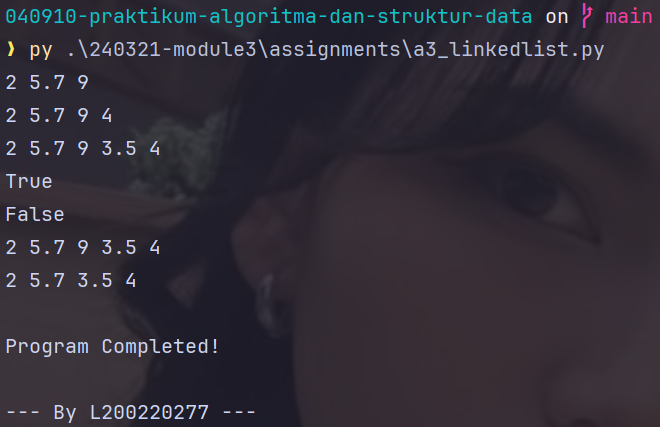 040910-praktikum-algoritma-dan-struktur-data on main
❯ py .\240321-module3\assignments\a3_linkedlist.py
2 5.7 9
2 5.7 9 4
2 5.7 9 3.5 4
True
False
2 5.7 9 3.5 4
2 5.7 3.5 4
Program Completed!
--- By L200220277 ---